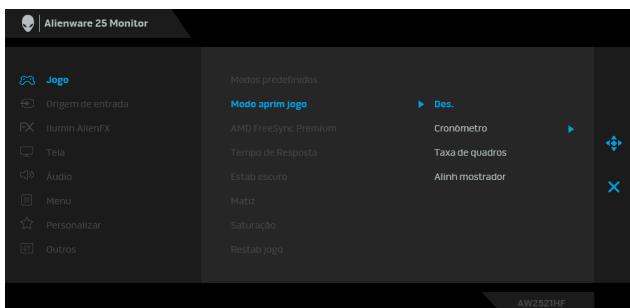 Alienware 25 Monitor
Jogo
Origem de entrada
FX Ilumin AlienFX
Tela
Áudio
Menu
Personalizar
Outros
Modos predefinidos
Modo aprim jogo
AMD FreeSync Premium
Tempo de Resposta
Estab escuro
Matiz
Saturação
Restab jogo
Des.
Cronômetro
Taxa de quadros
Alinh mostrador
AW2521HF